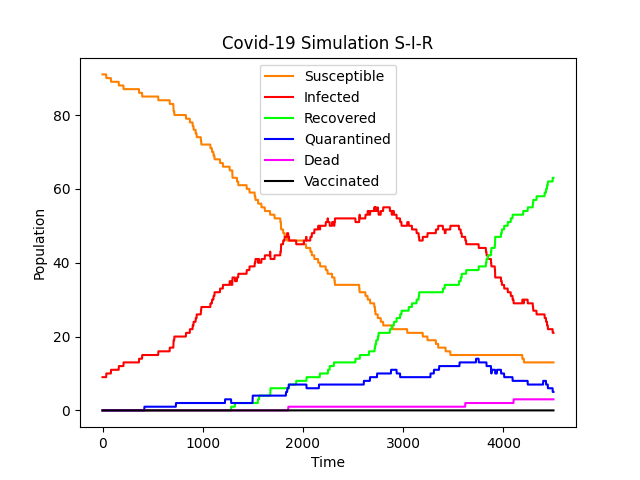 Covid-19 Simulation S-I-R
Susceptible
Infected
Recovered
Quarantined
Dead
Vaccinated
80
60
40
20
0
Population
0 1000 2000 3000 4000
Time